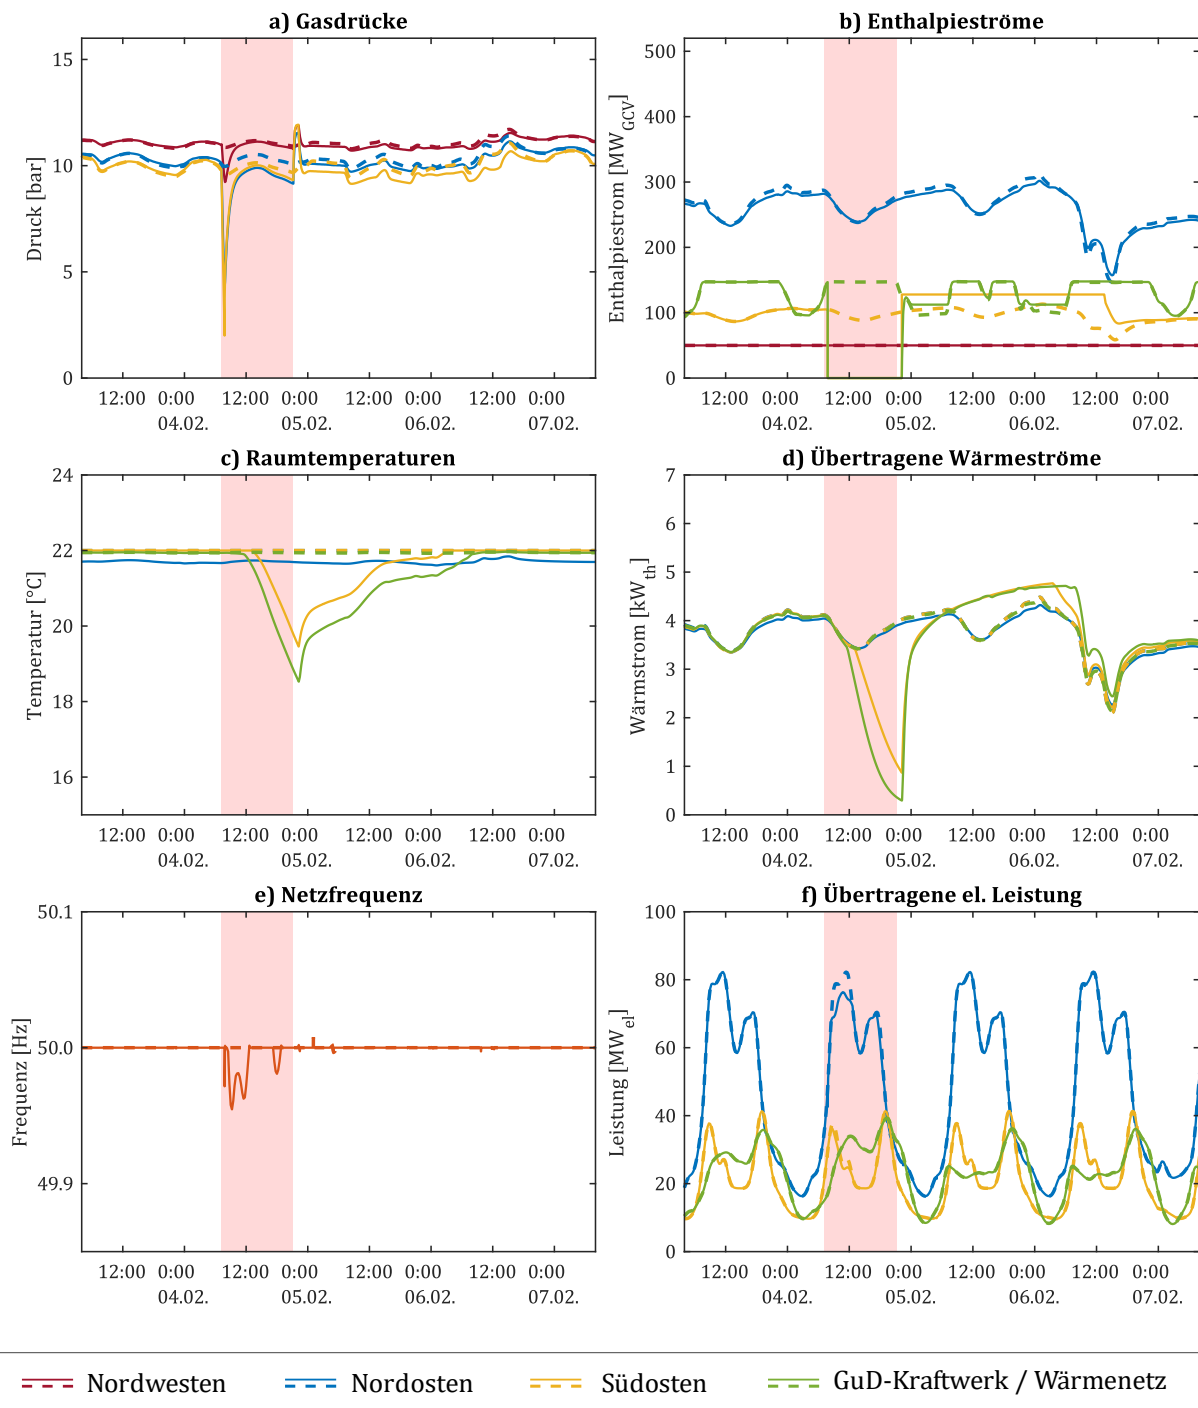 a) Gasdrücke
b) Enthalpieströme
Druck [bar]
15
10
5
0
12:00 0:00 12:00 0:00 12:00 0:00 12:00 0:00
04.02. 05.02. 06.02. 07.02.
Enthalpiestrom [MW_GCV]
500
400
300
200
100
0
12:00 0:00 12:00 0:00 12:00 0:00 12:00 0:00
04.02. 05.02. 06.02. 07.02.
c) Raumtemperaturen
d) Übertragene Wärmeströme
Temperatur [°C]
24
22
20
18
16
12:00 0:00 12:00 0:00 12:00 0:00 12:00 0:00
04.02. 05.02. 06.02. 07.02.
Wärmstrom [kW_th]
7
6
5
4
3
2
1
0
12:00 0:00 12:00 0:00 12:00 0:00 12:00 0:00
04.02. 05.02. 06.02. 07.02.
e) Netzfrequenz
f) Übertragene el. Leistung
Frequenz [Hz]
50.1
50.0
49.9
12:00 0:00 12:00 0:00 12:00 0:00 12:00 0:00
04.02. 05.02. 06.02. 07.02.
Leistung [MW_el]
100
80
60
40
20
0
12:00 0:00 12:00 0:00 12:00 0:00 12:00 0:00
04.02. 05.02. 06.02. 07.02.
Nordwesten Nordosten Südosten GuD-Kraftwerk / Wärmenetz